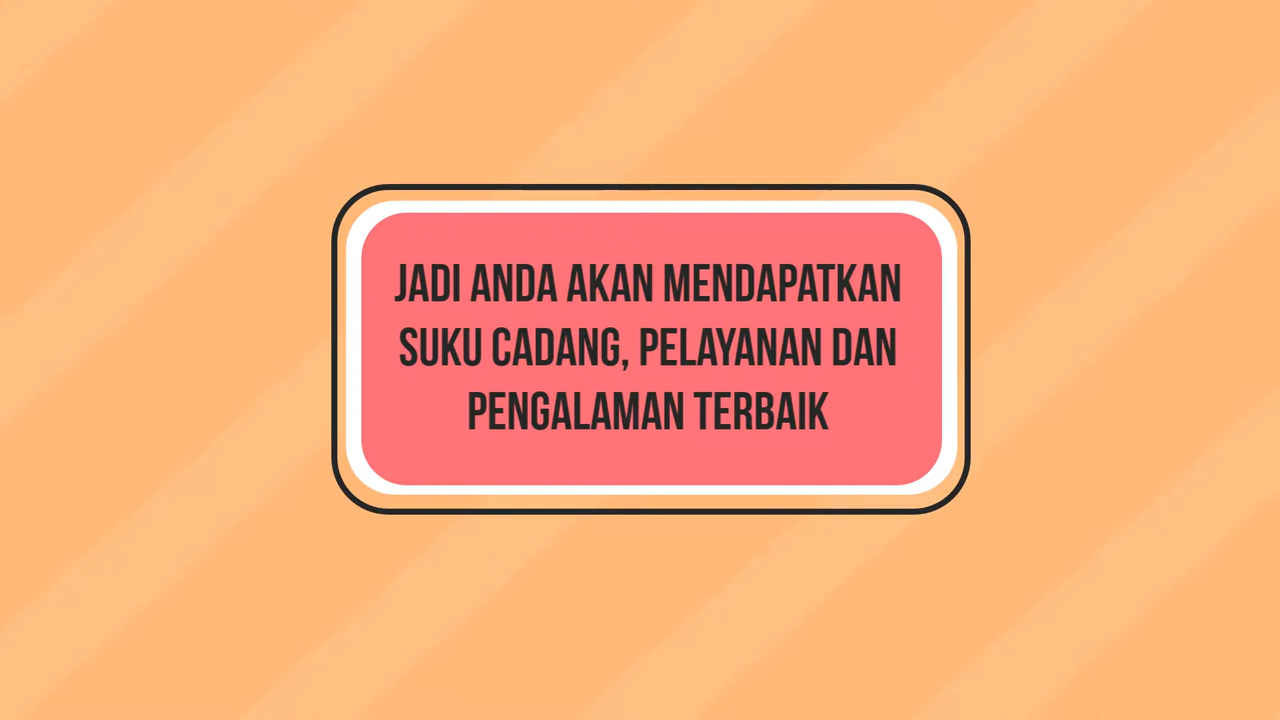 JADI ANDA AKAN MENDAPATKAN
SUKU CADANG, PELAYANAN DAN
PENGALAMAN TERBAIK